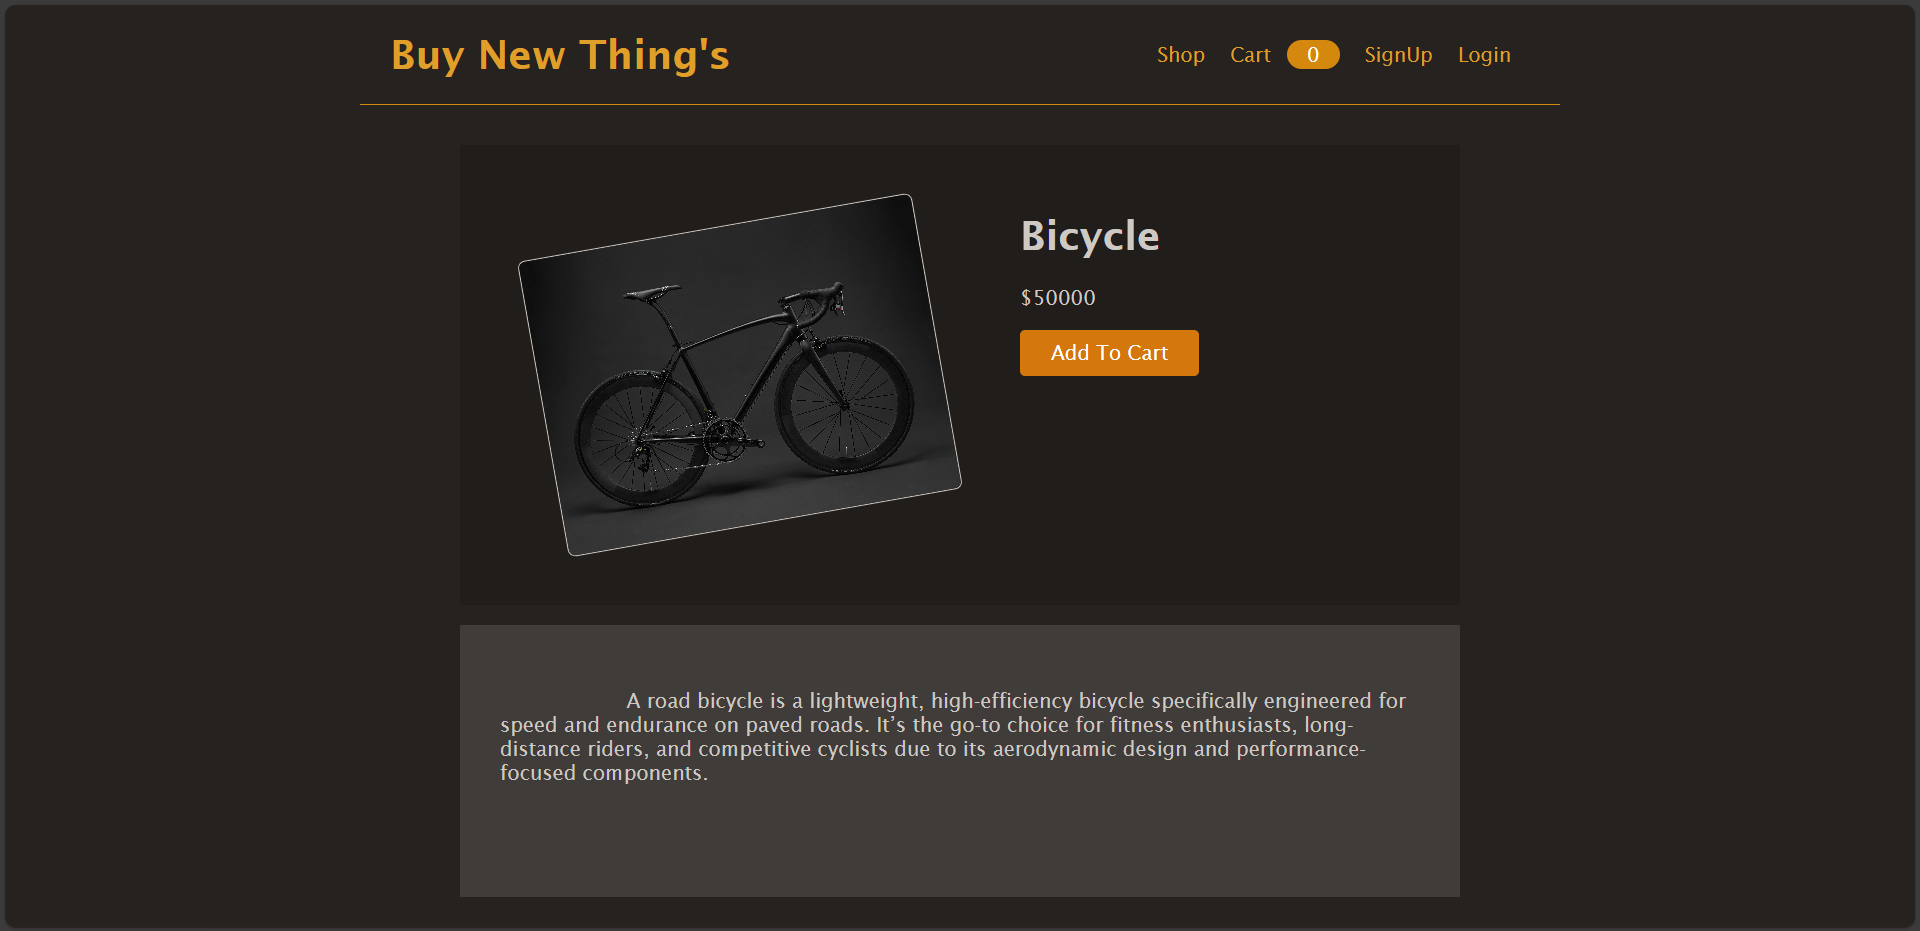 Buy New Thing's
Shop Cart 0 SignUp Login
Bicycle
$50000
Add To Cart
A road bicycle is a lightweight, high-efficiency bicycle specifically engineered for
speed and endurance on paved roads. It’s the go-to choice for fitness enthusiasts, long-
distance riders, and competitive cyclists due to its aerodynamic design and performance-
focused components.